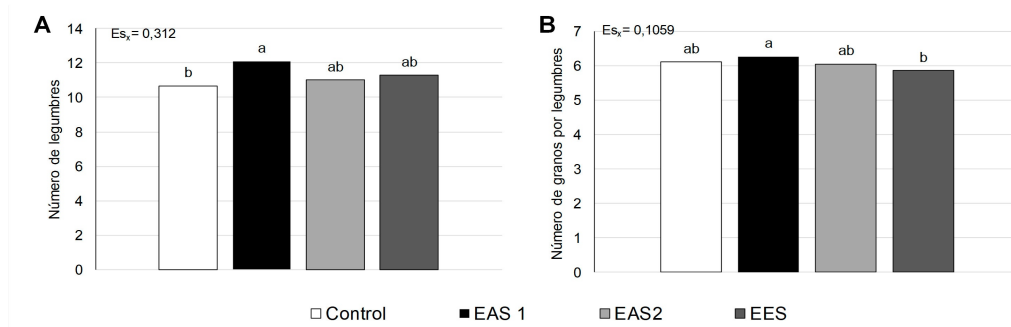 A
Esx = 0,312
Número de legumbres
14
12
10
8
6
4
2
0
b
a
ab
ab
B
Esx = 0,1059
Número de granos por legumbres
7
6
5
4
3
2
1
0
ab
a
ab
b
Control
EAS 1
EAS2
EES